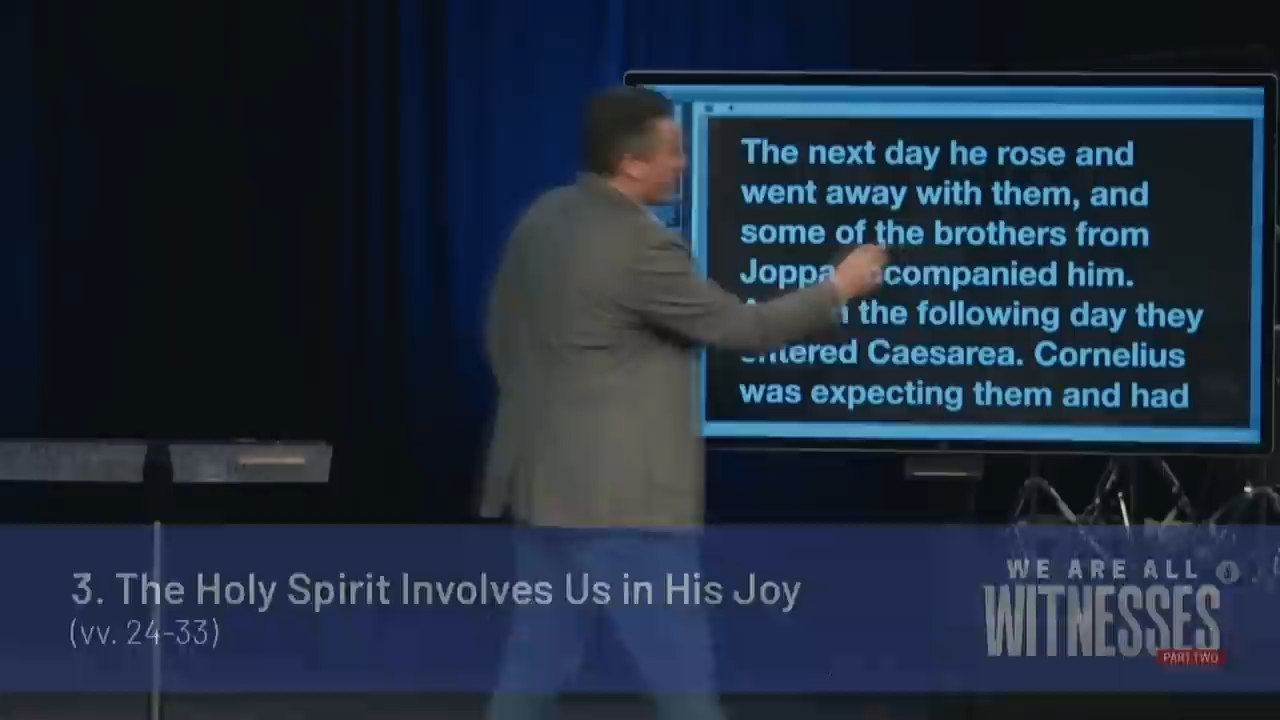 The next day he rose and
went away with them, and
some of the brothers from
Joppa accompanied him.
the following day they
entered Caesarea. Cornelius
was expecting them and had
3. The Holy Spirit Involves Us in His Joy
(vv. 24-33)
WE ARE ALL
WITNESSES
PART TWO